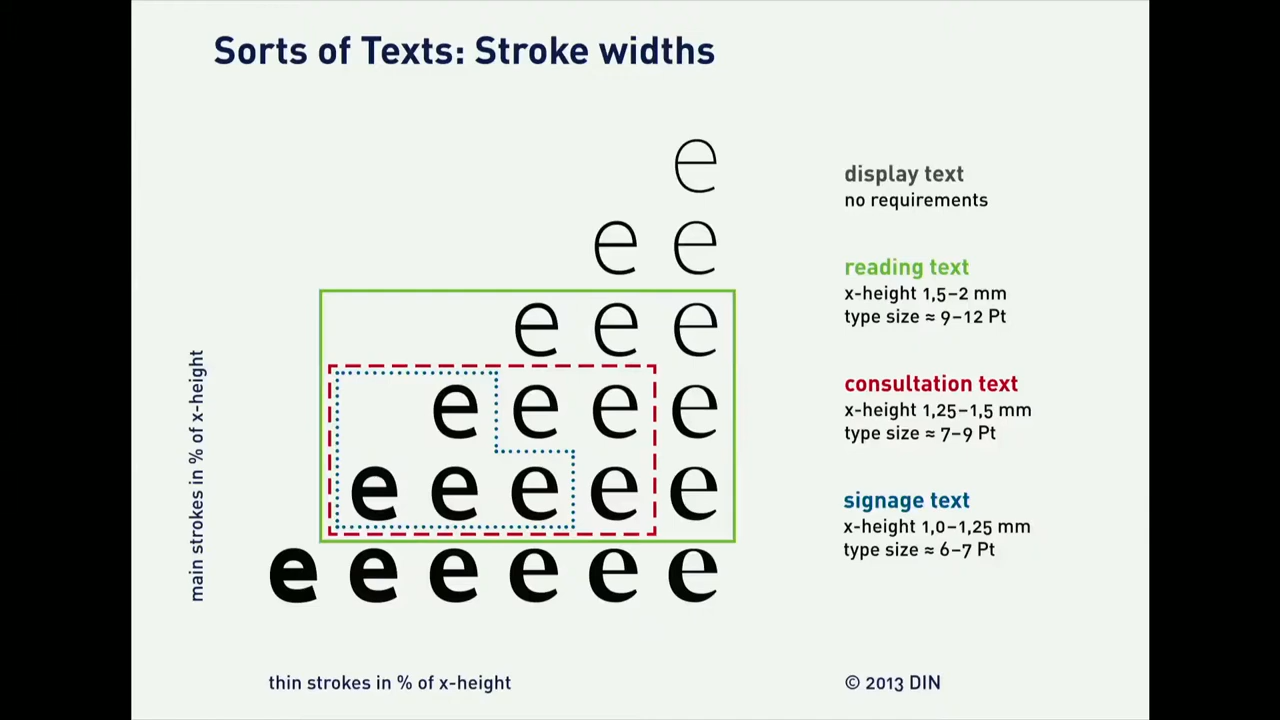 Sorts of Texts: Stroke widths
e
e e
e e e
e e e e
e e e e e
e e e e e e
main strokes in % of x-height
thin strokes in % of x-height
display text
no requirements
reading text
x-height 1,5–2 mm
type size ≈ 9–12 Pt
consultation text
x-height 1,25–1,5 mm
type size ≈ 7–9 Pt
signage text
x-height 1,0–1,25 mm
type size ≈ 6–7 Pt
© 2013 DIN